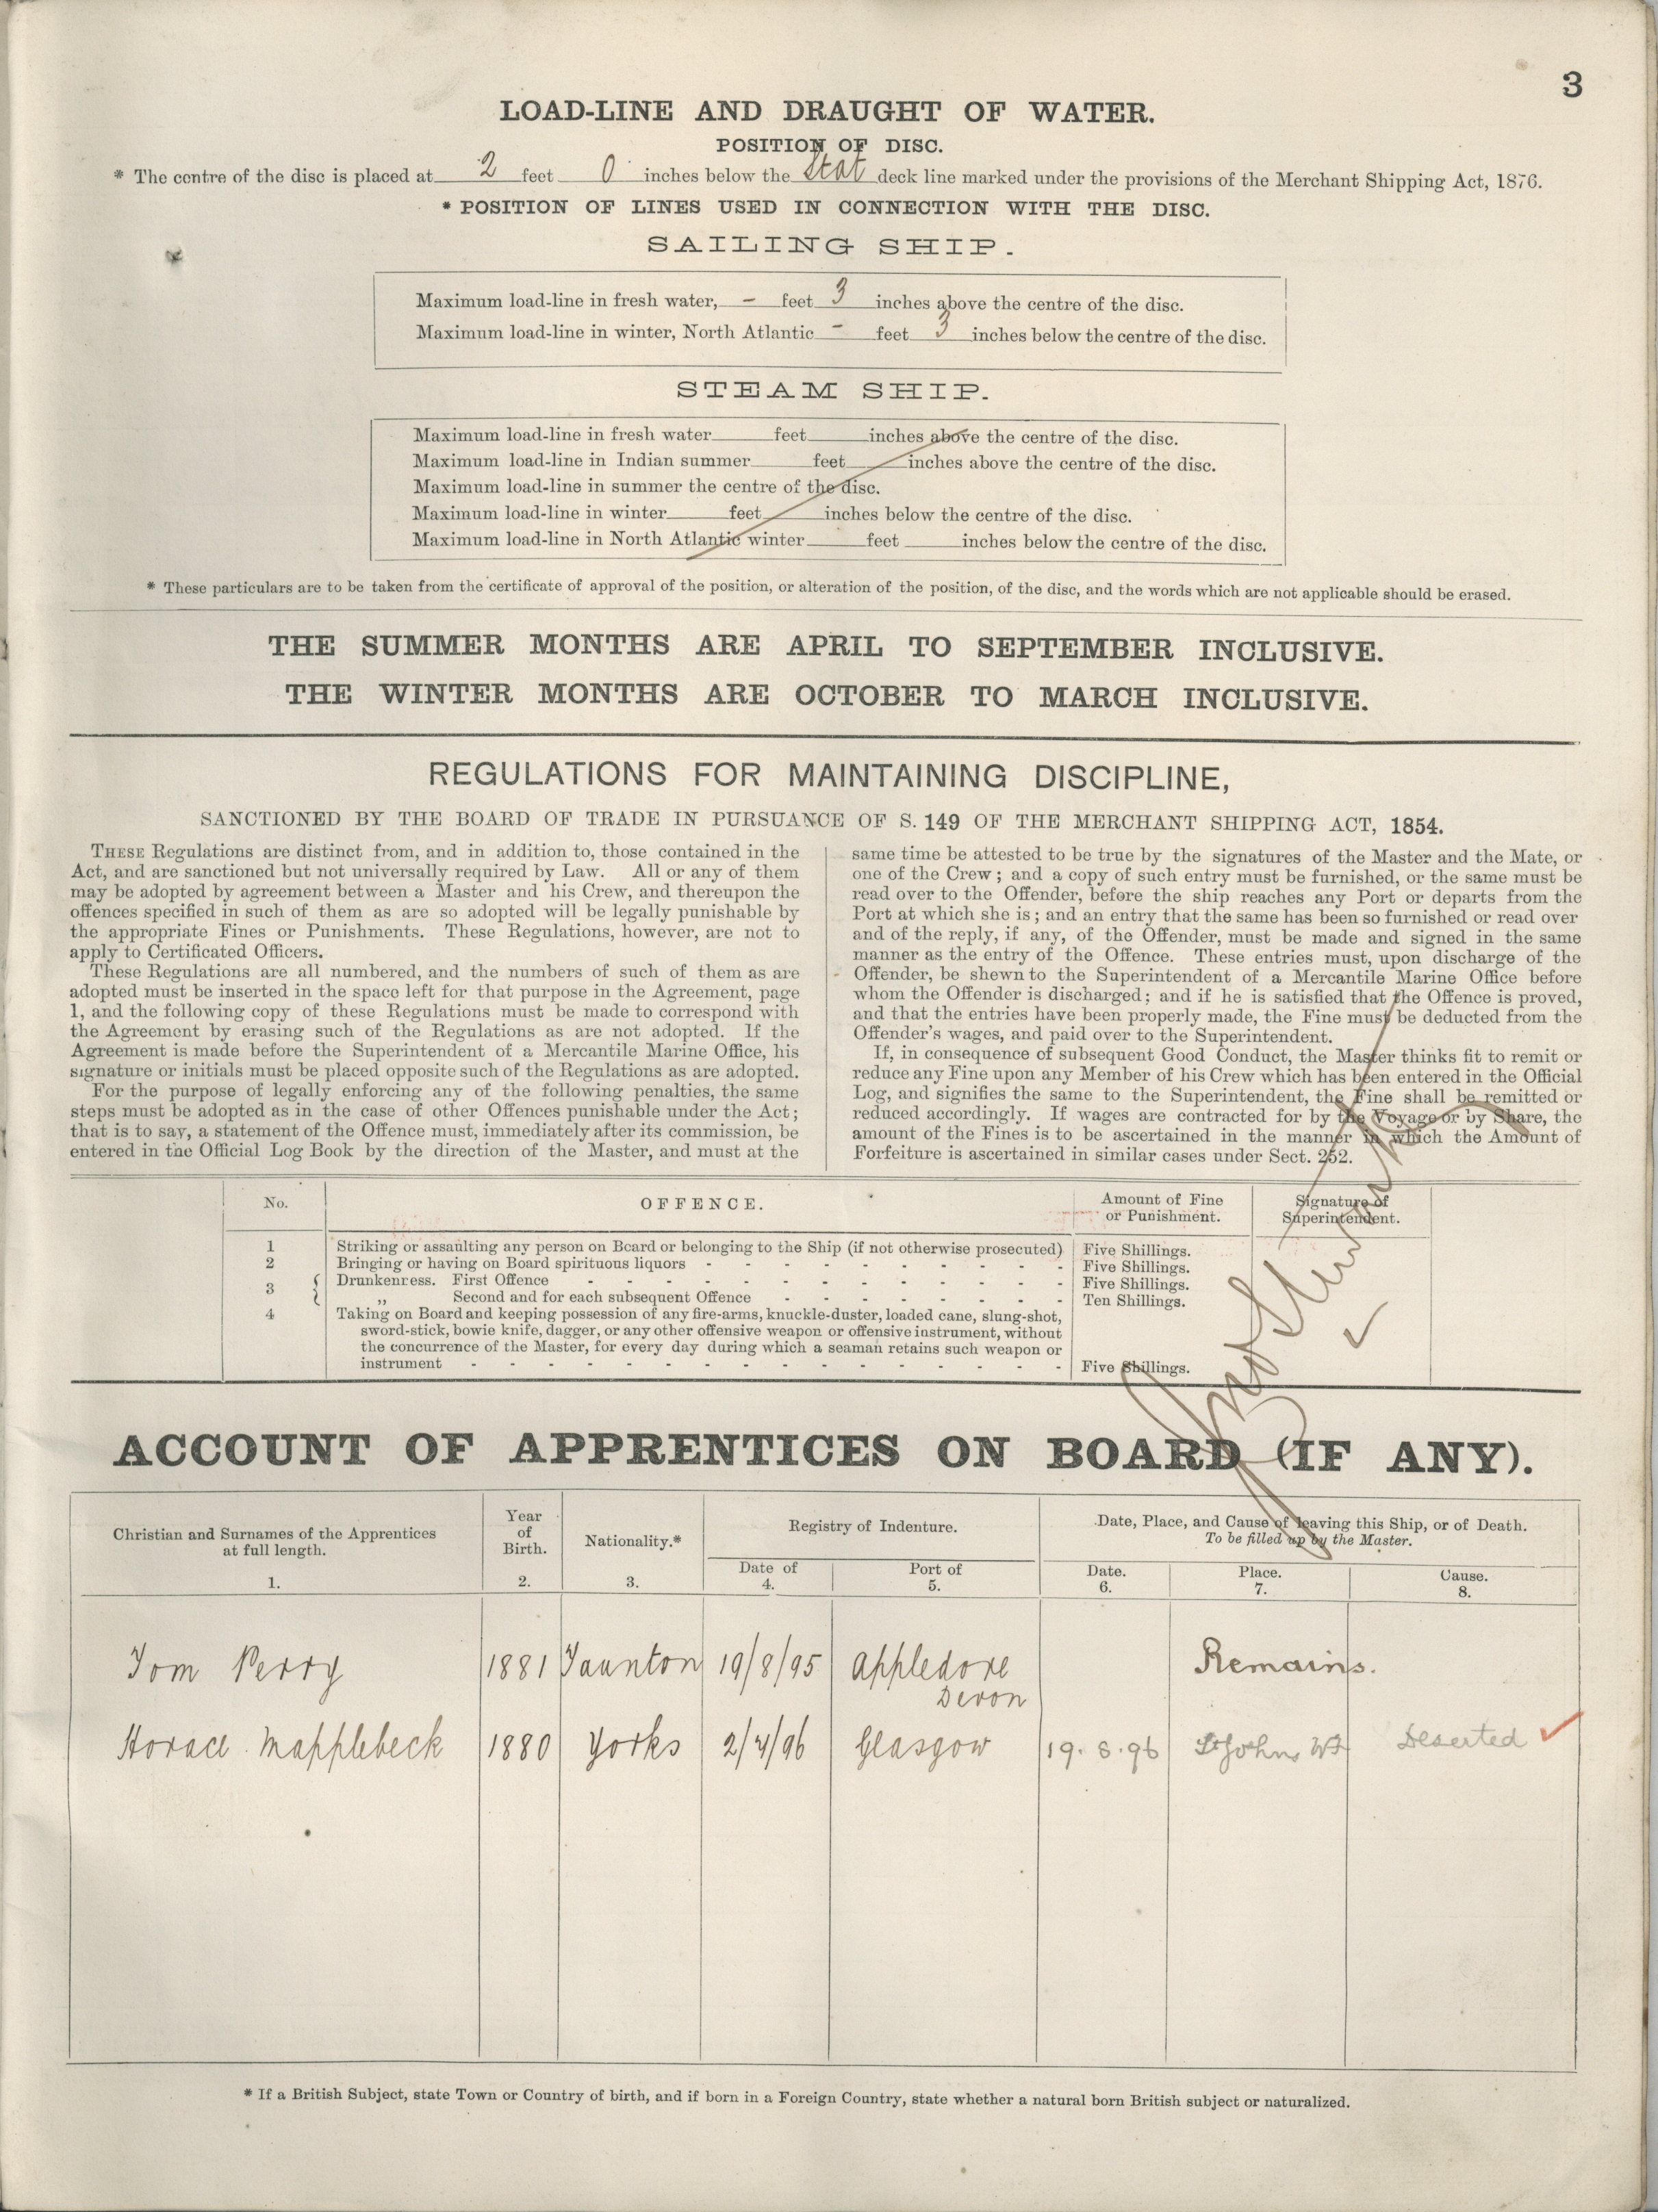 3
LOAD-LINE AND DRAUGHT OF WATER.
POSITION OF DISC.
* The centre of the disc is placed at 2 feet 0 inches below the Stat deck line marked under the provisions of the Merchant Shipping Act, 1876.
* POSITION OF LINES USED IN CONNECTION WITH THE DISC.
SAILING SHIP.
Maximum load-line in fresh water, - feet 3 inches above the centre of the disc.
Maximum load-line in winter, North Atlantic - feet 3 inches below the centre of the disc.
STEAM SHIP.
Maximum load-line in fresh water feet inches above the centre of the disc.
Maximum load-line in Indian summer feet inches above the centre of the disc.
Maximum load-line in summer the centre of the disc.
Maximum load-line in winter feet inches below the centre of the disc.
Maximum load-line in North Atlantic winter feet inches below the centre of the disc.
* These particulars are to be taken from the certificate of approval of the position, or alteration of the position, of the disc, and the words which are not applicable should be erased.
THE SUMMER MONTHS ARE APRIL TO SEPTEMBER INCLUSIVE.
THE WINTER MONTHS ARE OCTOBER TO MARCH INCLUSIVE.
REGULATIONS FOR MAINTAINING DISCIPLINE,
SANCTIONED BY THE BOARD OF TRADE IN PURSUANCE OF S. 149 OF THE MERCHANT SHIPPING ACT, 1854.
THESE Regulations are distinct from, and in addition to, those contained in the
Act, and are sanctioned but not universally required by Law. All or any of them
may be adopted by agreement between a Master and his Crew, and thereupon the
offences specified in such of them as are so adopted will be legally punishable by
the appropriate Fines or Punishments. These Regulations, however, are not to
apply to Certificated Officers.
These Regulations are all numbered, and the numbers of such of them as are
adopted must be inserted in the space left for that purpose in the Agreement, page
1, and the following copy of these Regulations must be made to correspond with
the Agreement by erasing such of the Regulations as are not adopted. If the
Agreement is made before the Superintendent of a Mercantile Marine Office, his
signature or initials must be placed opposite such of the Regulations as are adopted.
For the purpose of legally enforcing any of the following penalties, the same
steps must be adopted as in the case of other Offences punishable under the Act;
that is to say, a statement of the Offence must, immediately after its commission, be
entered in the Official Log Book by the direction of the Master, and must at the
same time be attested to be true by the signatures of the Master and the Mate, or
one of the Crew; and a copy of such entry must be furnished, or the same must be
read over to the Offender, before the ship reaches any Port or departs from the
Port at which she is; and an entry that the same has been so furnished or read over
and of the reply, if any, of the Offender, must be made and signed in the same
manner as the entry of the Offence. These entries must, upon discharge of the
Offender, be shewn to the Superintendent of a Mercantile Marine Office before
whom the Offender is discharged; and if he is satisfied that the Offence is proved,
and that the entries have been properly made, the Fine must be deducted from the
Offender's wages, and paid over to the Superintendent.
If, in consequence of subsequent Good Conduct, the Master thinks fit to remit or
reduce any Fine upon any Member of his Crew which has been entered in the Official
Log, and signifies the same to the Superintendent, the Fine shall be remitted or
reduced accordingly. If wages are contracted for by the Voyage or by Share, the
amount of the Fines is to be ascertained in the manner in which the Amount of
Forfeiture is ascertained in similar cases under Sect. 252.
No. OFFENCE. Amount of Fine or Punishment. Signature of Superintendent.
1 Striking or assaulting any person on Board or belonging to the Ship (if not otherwise prosecuted) Five Shillings.
2 Bringing or having on Board spirituous liquors - - - - - - - - - - Five Shillings.
3 { Drunkenness. First Offence - - - - - - - - - - - - - Five Shillings.
„ Second and for each subsequent Offence - - - - - - - - Ten Shillings.
4 Taking on Board and keeping possession of any fire-arms, knuckle-duster, loaded cane, slung-shot,
sword-stick, bowie knife, dagger, or any other offensive weapon or offensive instrument, without
the concurrence of the Master, for every day during which a seaman retains such weapon or
instrument - - - - - - - - - - - - - - - - Five Shillings.
ACCOUNT OF APPRENTICES ON BOARD (IF ANY).
Christian and Surnames of the Apprentices at full length. 1.
Year of Birth. 2.
Nationality.* 3.
Registry of Indenture.
Date of 4.
Port of 5.
Date, Place, and Cause of leaving this Ship, or of Death.
To be filled up by the Master.
Date. 6.
Place. 7.
Cause. 8.
Tom Perry 1881 Taunton 19/8/95 Appledore Devon Remains.
Horace Mapplebeck 1880 Yorks 2/4/96 Glasgow 19.8.96 St Johns NF Deserted
* If a British Subject, state Town or Country of birth, and if born in a Foreign Country, state whether a natural born British subject or naturalized.